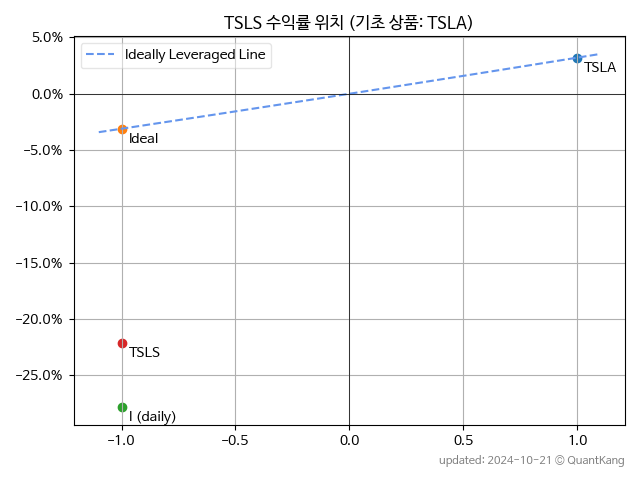 TSLS 수익률 위치 (기초 상품: TSLA)
5.0%
Ideally Leveraged Line
TSLA
0.0%
Ideal
−5.0%
−10.0%
−15.0%
−20.0%
TSLS
−25.0%
I (daily)
−1.0 −0.5 0.0 0.5 1.0
updated: 2024-10-21 © QuantKang